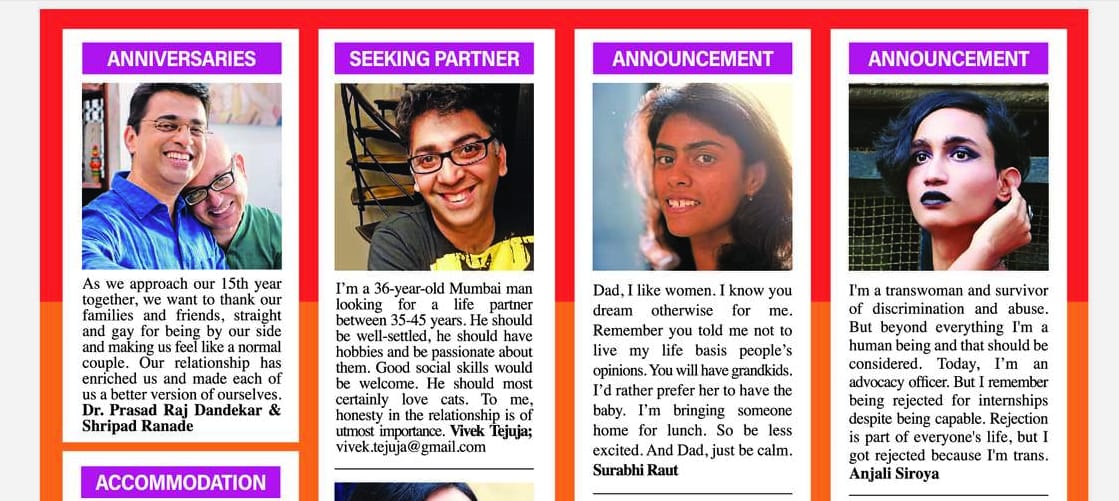 ANNIVERSARIES
As we approach our 15th year
together, we want to thank our
families and friends, straight
and gay for being by our side
and making us feel like a normal
couple. Our relationship has
enriched us and made each of
us a better version of ourselves.
Dr. Prasad Raj Dandekar &
Shripad Ranade
ACCOMMODATION
SEEKING PARTNER
I'm a 36-year-old Mumbai man
looking for a life partner
between 35-45 years. He should
be well-settled, he should have
hobbies and be passionate about
them. Good social skills would
be welcome. He should most
certainly love cats. To me,
honesty in the relationship is of
utmost importance. Vivek Tejuja;
vivek.tejuja@gmail.com
ANNOUNCEMENT
Dad, I like women. I know you
dream otherwise for me.
Remember you told me not to
live my life basis people's
opinions. You will have grandkids.
I'd rather prefer her to have the
baby. I'm bringing someone
home for lunch. So be less
excited. And Dad, just be calm.
Surabhi Raut
ANNOUNCEMENT
I'm a transwoman and survivor
of discrimination and abuse.
But beyond everything I'm a
human being and that should be
considered. Today, I'm an
advocacy officer. But I remember
being rejected for internships
despite being capable. Rejection
is part of everyone's life, but I
got rejected because I'm trans.
Anjali Siroya